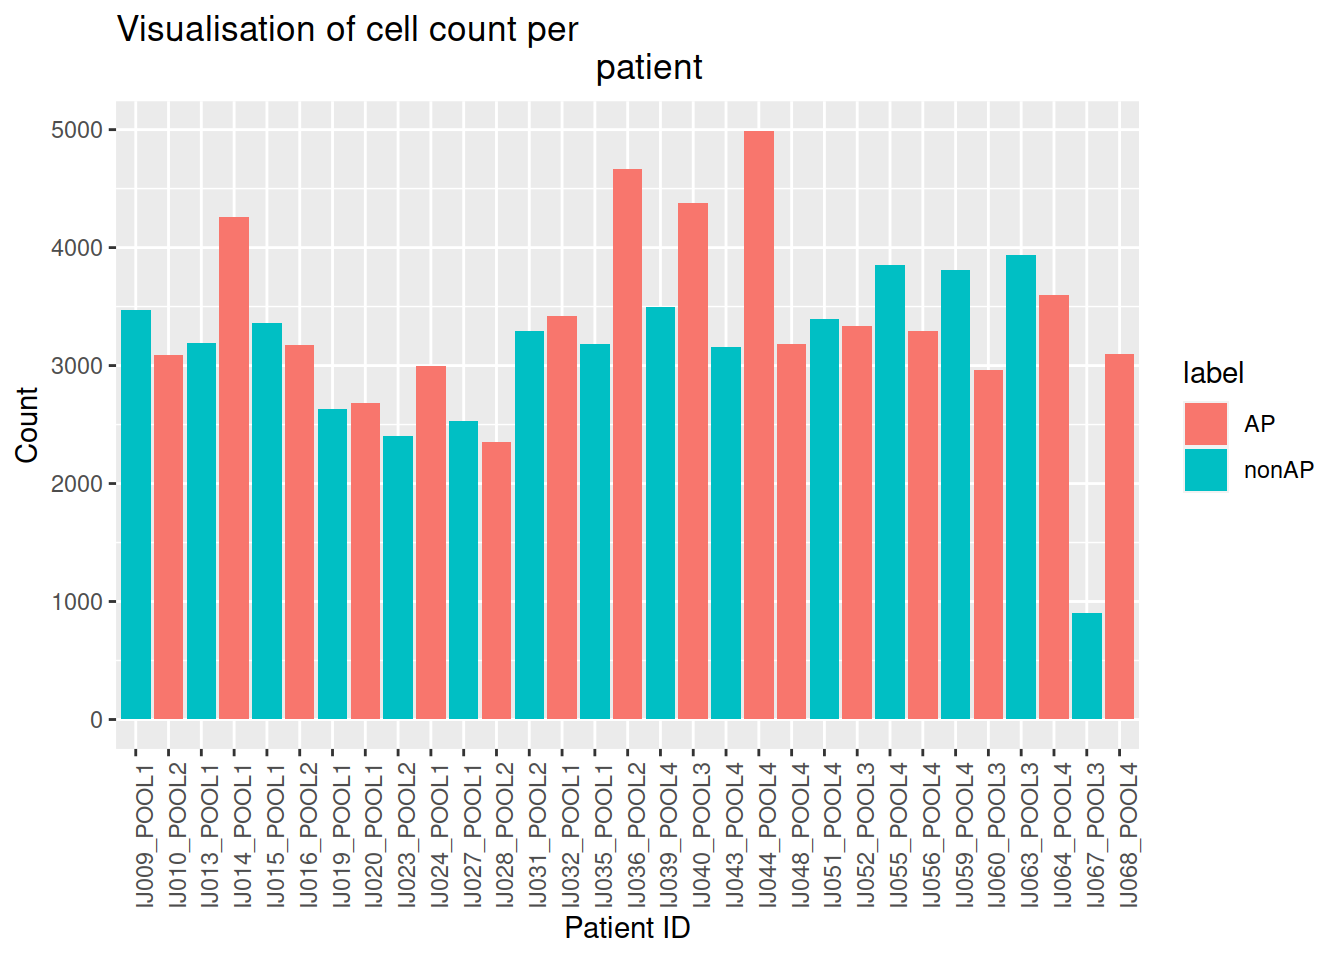 Visualisation of cell count per
patient
5000
4000
3000
2000
1000
0
Count
IJ009_POOL1
IJ010_POOL2
IJ013_POOL1
IJ014_POOL1
IJ015_POOL1
IJ016_POOL2
IJ019_POOL1
IJ020_POOL1
IJ023_POOL2
IJ024_POOL1
IJ027_POOL1
IJ028_POOL2
IJ031_POOL2
IJ032_POOL1
IJ035_POOL1
IJ036_POOL2
IJ039_POOL4
IJ040_POOL3
IJ043_POOL4
IJ044_POOL4
IJ048_POOL4
IJ051_POOL4
IJ052_POOL3
IJ055_POOL4
IJ056_POOL4
IJ059_POOL4
IJ060_POOL3
IJ063_POOL3
IJ064_POOL4
IJ067_POOL3
IJ068_POOL4
Patient ID
label
AP
nonAP